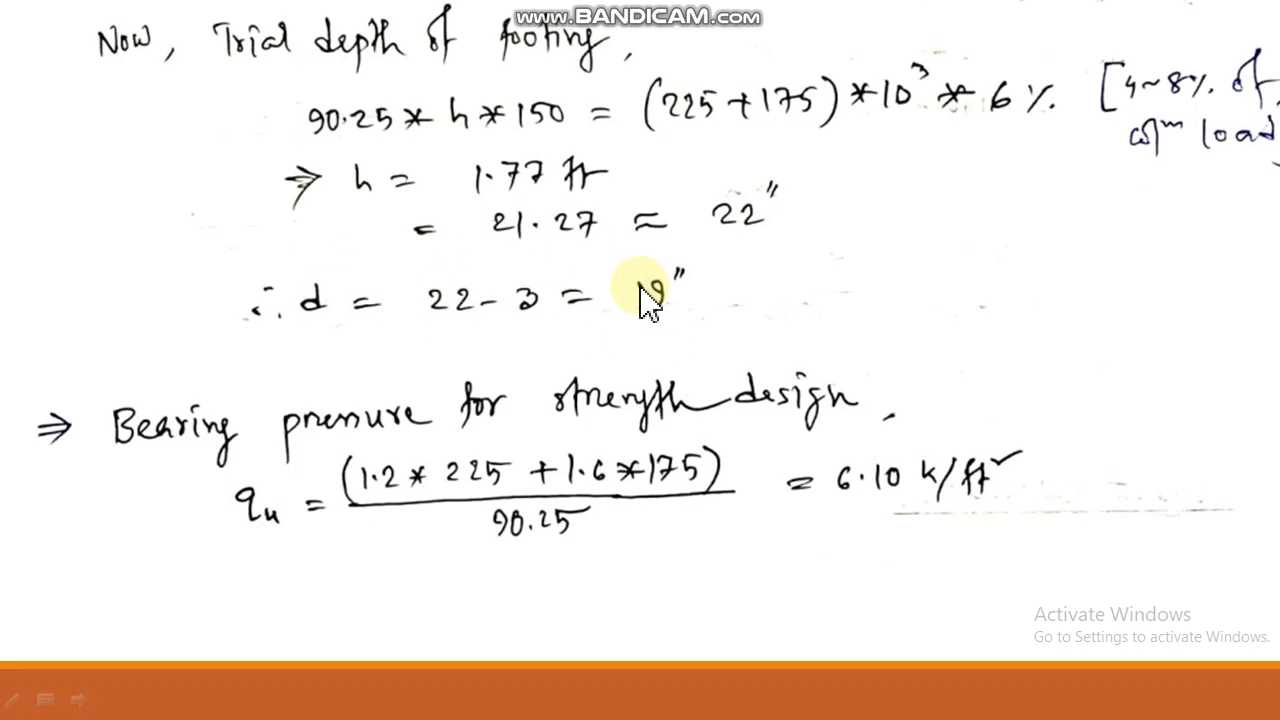 www.BANDICAM.com
Now, Trial depth of footing,
90.25 * h * 150 = (225 + 175) * 10³ * 6 % [4~8% of
colᵐ load
⇒ h = 1.77 ft
= 21.27 ≈ 22"
∴ d = 22 - 3 = 19"
⇒ Bearing pressure for strength design,
qu = (1.2 * 225 + 1.6 * 175) / 90.25 = 6.10 k/ft²
Activate Windows
Go to Settings to activate Windows.